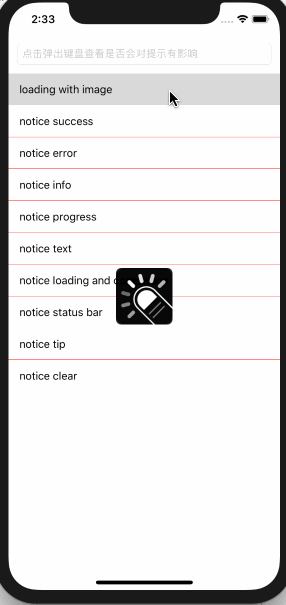 2:33
点击弹出键盘查看是否会对提示有影响
loading with image
notice success
notice error
notice info
notice progress
notice text
notice loading and
notice status bar
notice tip
notice clear